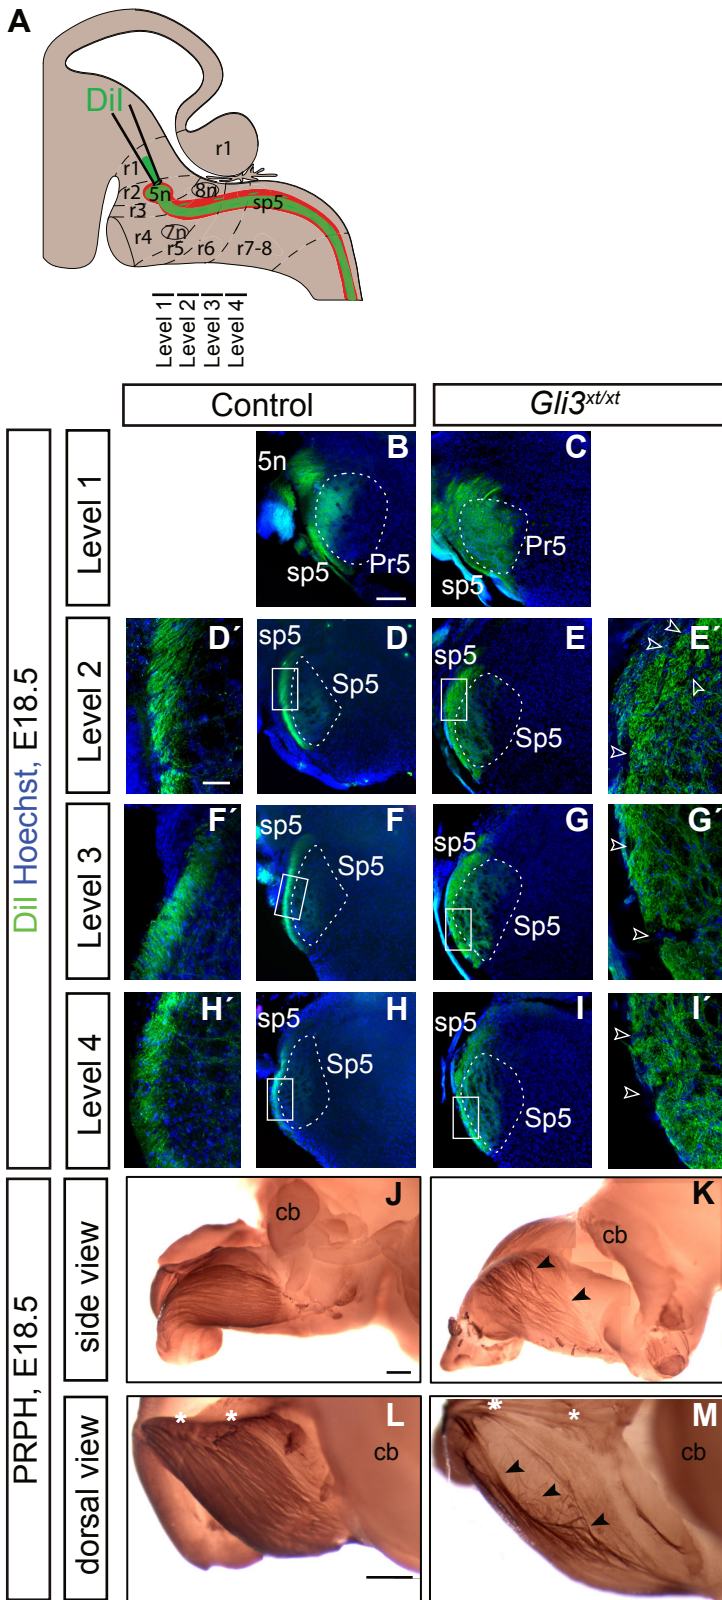 A
DiI
r1
r1
r2
5n
8n
r3
sp5
r4
7n
r5
r6
r7-8
Level 1
Level 2
Level 3
Level 4
Control
Gli3xt/xt
DiI Hoechst, E18.5
Level 1
5n
B
sp5
Pr5
C
sp5
Pr5
Level 2
D´
sp5
D
Sp5
sp5
E
Sp5
E´
Level 3
F´
sp5
F
Sp5
sp5
G
Sp5
G´
Level 4
H´
sp5
H
Sp5
sp5
I
Sp5
I´
PRPH, E18.5
side view
J
cb
K
cb
dorsal view
* *
L
cb
* *
M
cb